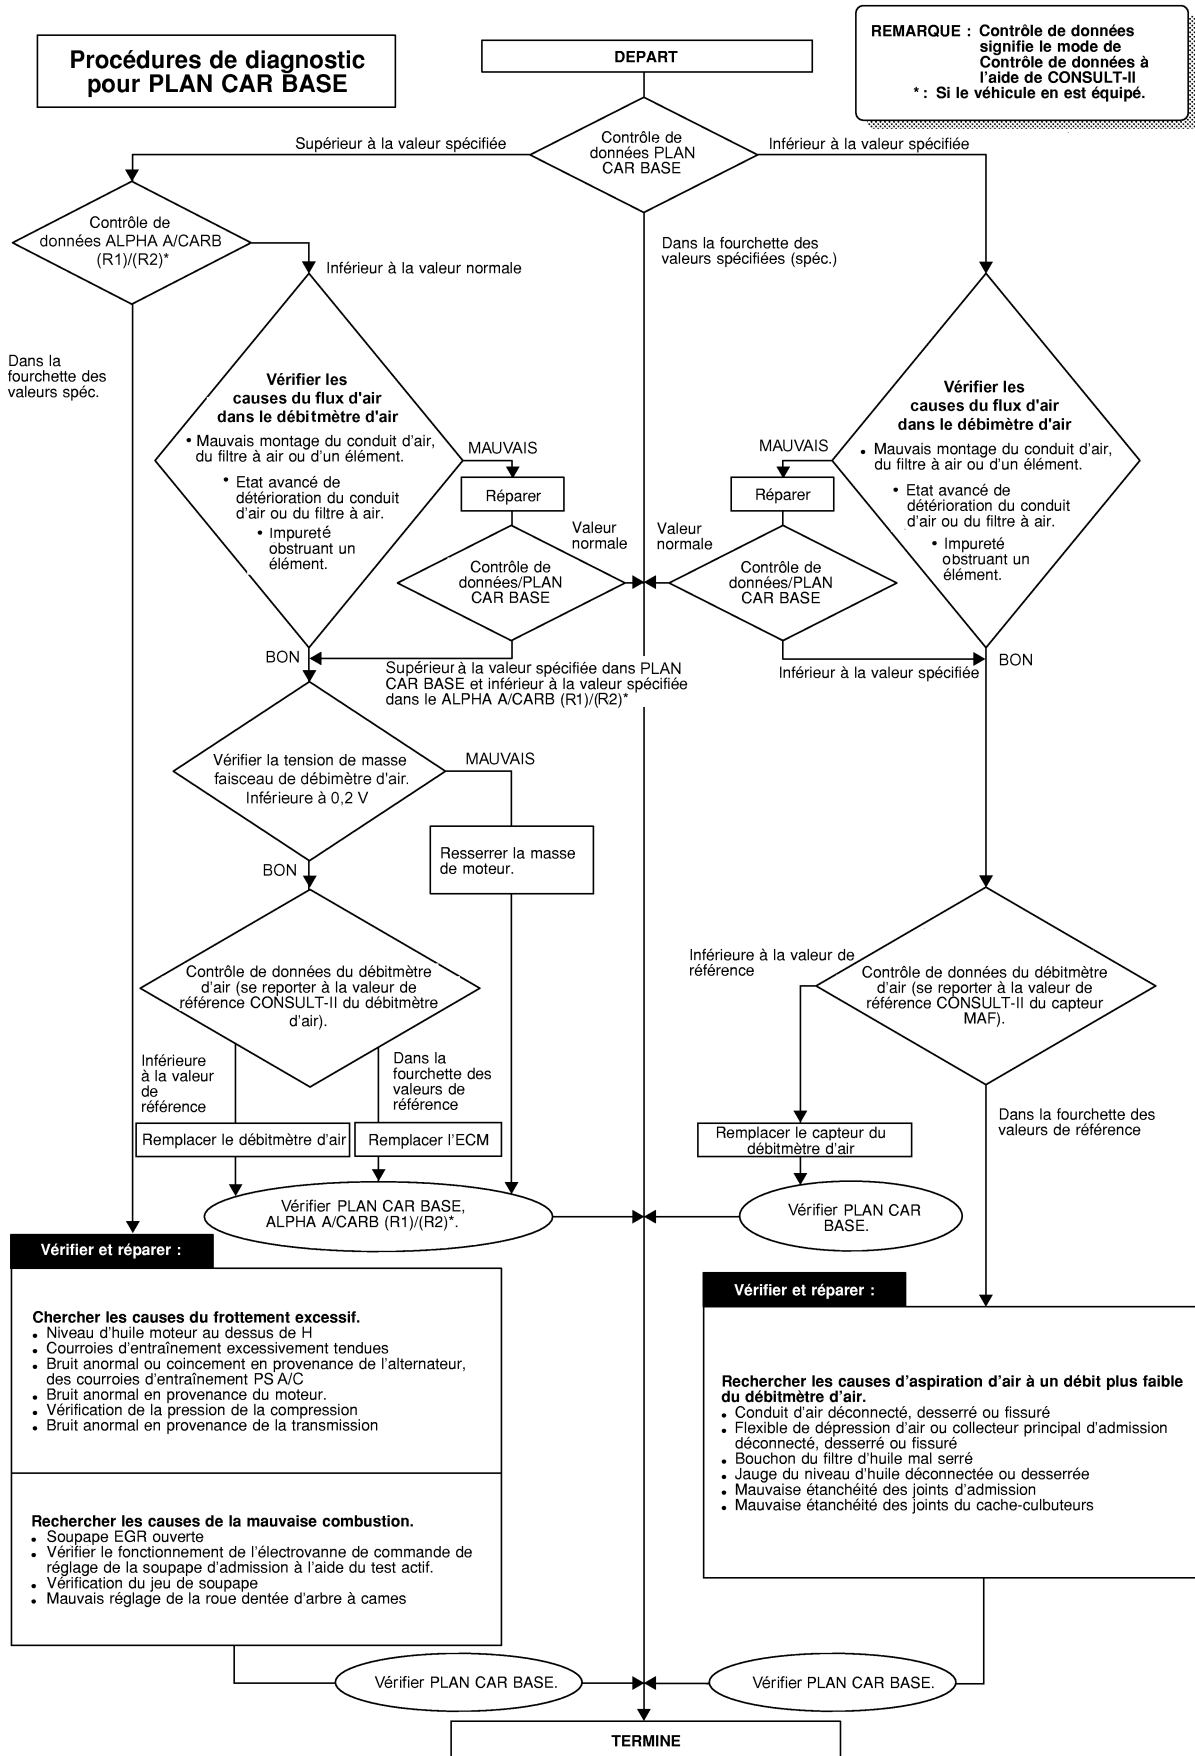 Procédures de diagnostic
pour PLAN CAR BASE
DEPART
REMARQUE : Contrôle de données
signifie le mode de
Contrôle de données à
l'aide de CONSULT-II
* : Si le véhicule en est équipé.
Supérieur à la valeur spécifiée
Contrôle de
données PLAN
CAR BASE
Inférieur à la valeur spécifiée
Contrôle de
données ALPHA A/CARB
(R1)/(R2)*
Inférieur à la valeur normale
Dans la fourchette des
valeurs spécifiées (spéc.)
Dans la
fourchette des
valeurs spéc.
Vérifier les
causes du flux d'air
dans le débitmètre d'air
• Mauvais montage du conduit d'air,
du filtre à air ou d'un élément.
• Etat avancé de
détérioration du conduit
d'air ou du filtre à air.
• Impureté
obstruant un
élément.
MAUVAIS
Réparer
Valeur
normale
Contrôle de
données/PLAN
CAR BASE
Vérifier les
causes du flux d'air
dans le débimètre d'air
• Mauvais montage du conduit d'air,
du filtre à air ou d'un élément.
• Etat avancé de
détérioration du conduit
d'air ou du filtre à air.
• Impureté
obstruant un
élément.
MAUVAIS
Réparer
Valeur
normale
Contrôle de
données/PLAN
CAR BASE
BON
Supérieur à la valeur spécifiée dans PLAN
CAR BASE et inférieur à la valeur spécifiée
dans le ALPHA A/CARB (R1)/(R2)*
Inférieur à la valeur spécifiée
BON
Vérifier la tension de masse
faisceau de débimètre d'air.
Inférieure à 0,2 V
MAUVAIS
Resserrer la masse
de moteur.
BON
Contrôle de données du débitmètre
d'air (se reporter à la valeur de
référence CONSULT-II du débitmètre
d'air).
Inférieure à la valeur de
référence
Contrôle de données du débitmètre
d'air (se reporter à la valeur de
référence CONSULT-II du capteur
MAF).
Inférieure
à la valeur
de
référence
Dans la
fourchette des
valeurs de
référence
Remplacer le débitmètre d'air
Remplacer l'ECM
Remplacer le capteur du
débitmètre d'air
Dans la fourchette des
valeurs de référence
Vérifier PLAN CAR BASE,
ALPHA A/CARB (R1)/(R2)*.
Vérifier PLAN CAR
BASE.
Vérifier et réparer :
Chercher les causes du frottement excessif.
• Niveau d'huile moteur au dessus de H
• Courroies d'entraînement excessivement tendues
• Bruit anormal ou coincement en provenance de l'alternateur,
des courroies d'entraînement PS A/C
• Bruit anormal en provenance du moteur.
• Vérification de la pression de la compression
• Bruit anormal en provenance de la transmission
Rechercher les causes de la mauvaise combustion.
• Soupape EGR ouverte
• Vérifier le fonctionnement de l'électrovanne de commande de
réglage de la soupape d'admission à l'aide du test actif.
• Vérification du jeu de soupape
• Mauvais réglage de la roue dentée d'arbre à cames
Vérifier et réparer :
Rechercher les causes d'aspiration d'air à un débit plus faible
du débitmètre d'air.
• Conduit d'air déconnecté, desserré ou fissuré
• Flexible de dépression d'air ou collecteur principal d'admission
déconnecté, desserré ou fissuré
• Bouchon du filtre d'huile mal serré
• Jauge du niveau d'huile déconnectée ou desserrée
• Mauvaise étanchéité des joints d'admission
• Mauvaise étanchéité des joints du cache-culbuteurs
Vérifier PLAN CAR BASE.
Vérifier PLAN CAR BASE.
TERMINE